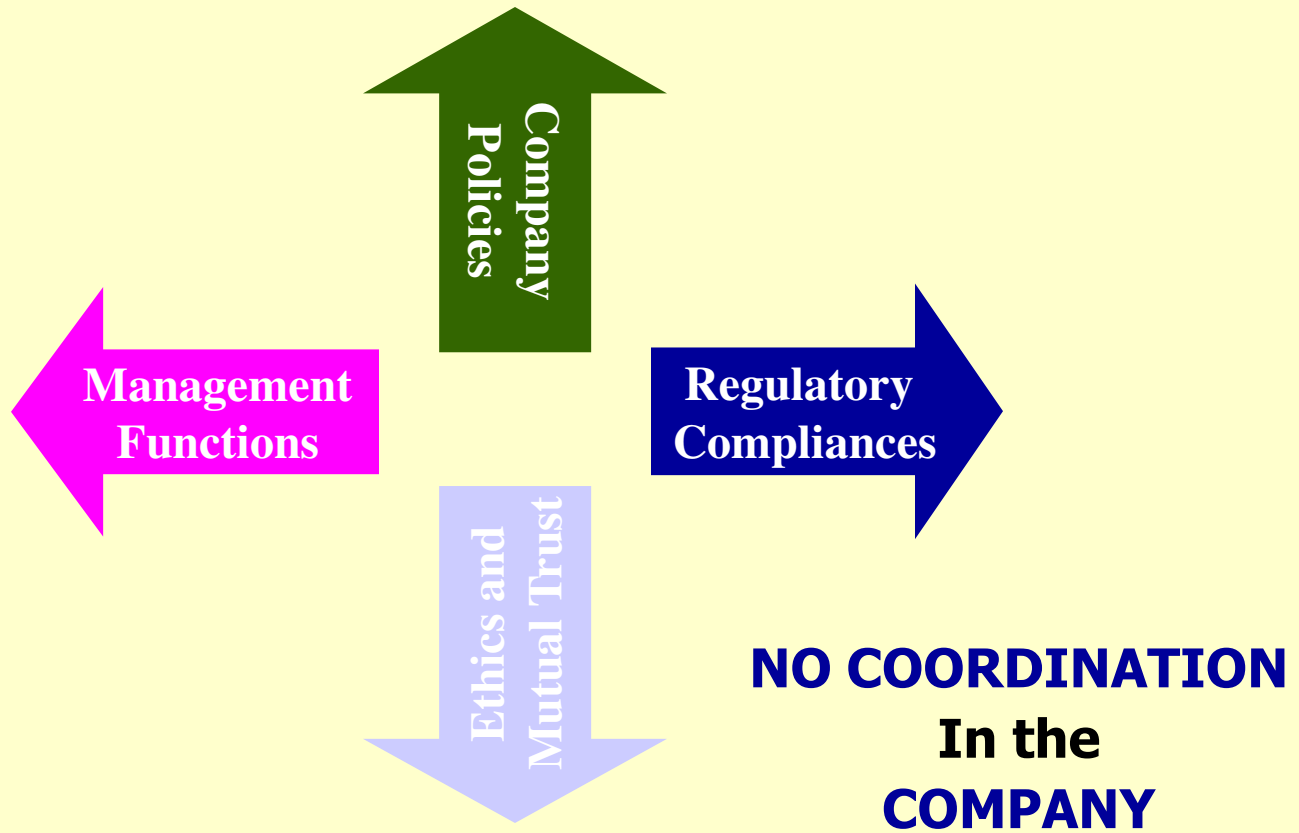 Company
Policies
Management
Functions
Regulatory
Compliances
Ethics and
Mutual Trust
NO COORDINATION
In the
COMPANY